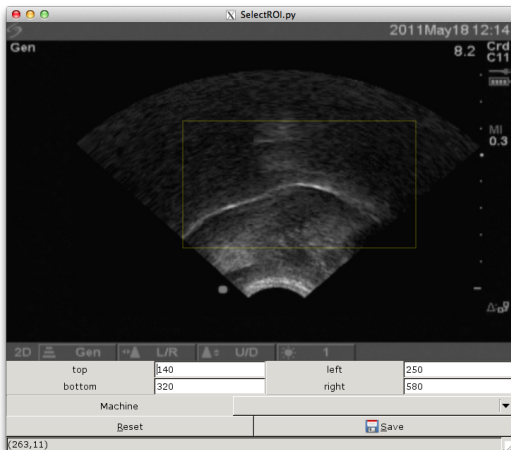 SelectROI.py
2011May18 12:14
Gen
8.2
Crd
C11
MI
0.3
2D Gen L/R U/D 1
top 140 left 250
bottom 320 right 580
Machine
Reset Save
(263,11)